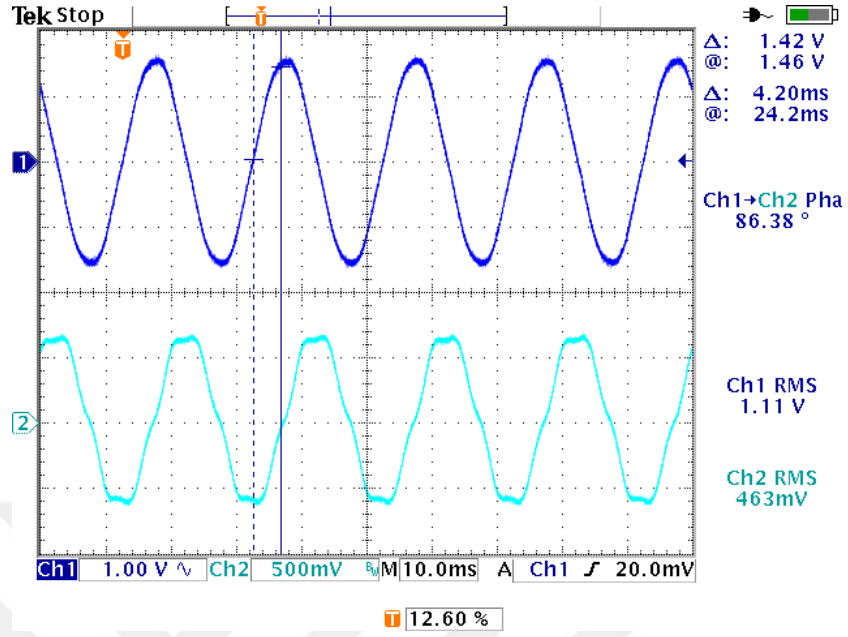 Tek Stop
T
T
Δ: 1.42 V
@: 1.46 V
Δ: 4.20ms
@: 24.2ms
1
Ch1→Ch2 Pha
86.38 °
Ch1 RMS
1.11 V
2
Ch2 RMS
463mV
Ch1 1.00 V ∿ Ch2 500mV BW M 10.0ms A Ch1 ƒ 20.0mV
T 12.60 %